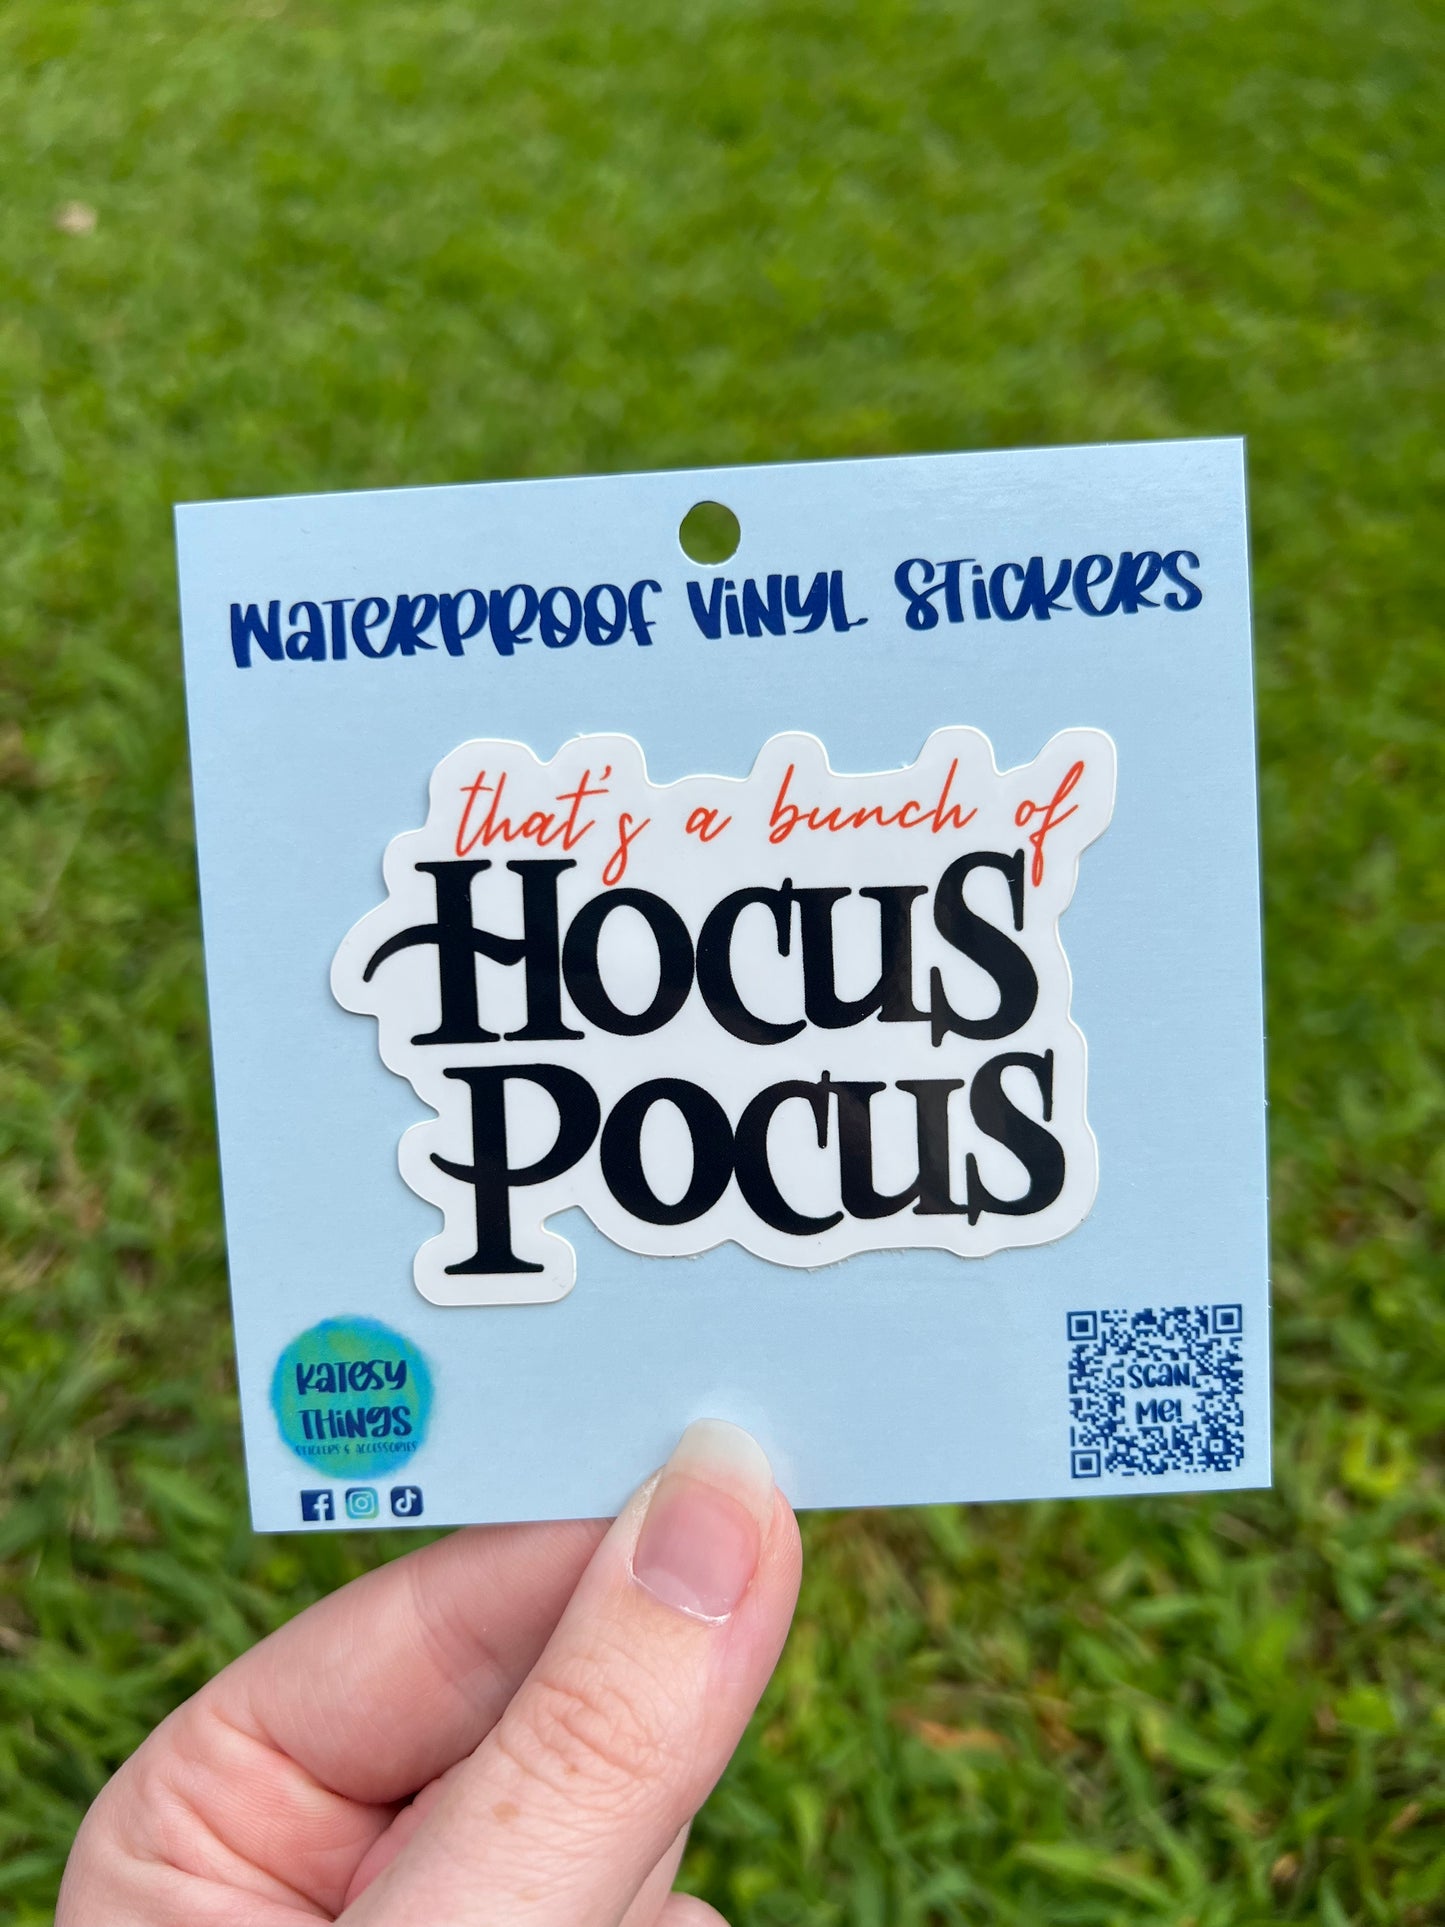 WATERPROOF VINYL STICKERS
that's a bunch of
HOCUS
POCUS
KATESY
THINGS
STICKERS & ACCESSORIES
SCAN
ME!